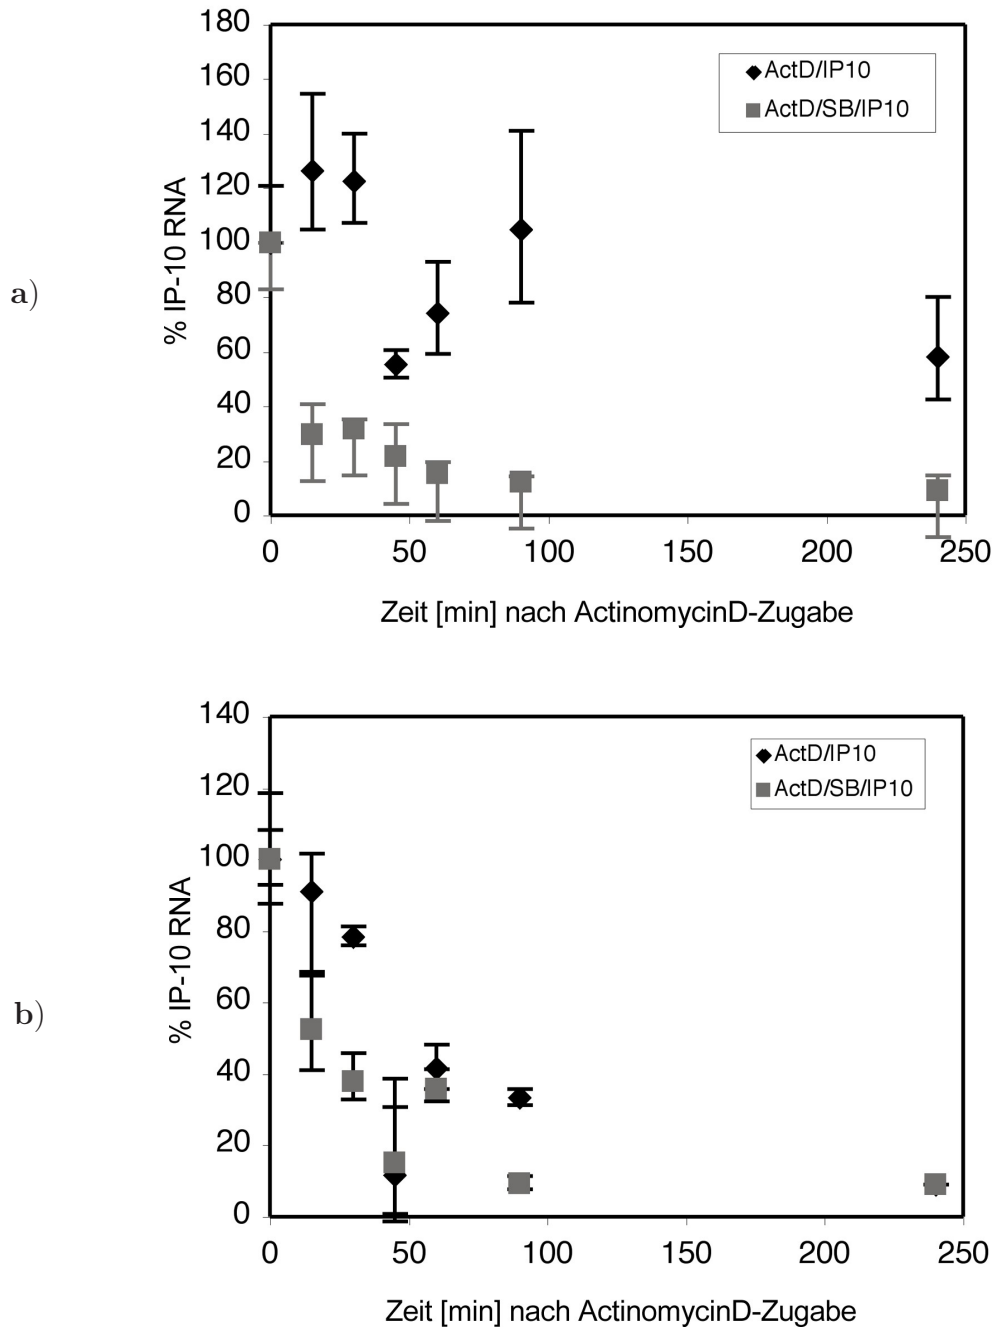 180
160
140
120
100
80
60
40
20
0
% IP-10 RNA
ActD/IP10
ActD/SB/IP10
a)
0 50 100 150 200 250
Zeit [min] nach ActinomycinD-Zugabe
140
120
100
80
60
40
20
0
% IP-10 RNA
ActD/IP10
ActD/SB/IP10
b)
0 50 100 150 200 250
Zeit [min] nach ActinomycinD-Zugabe